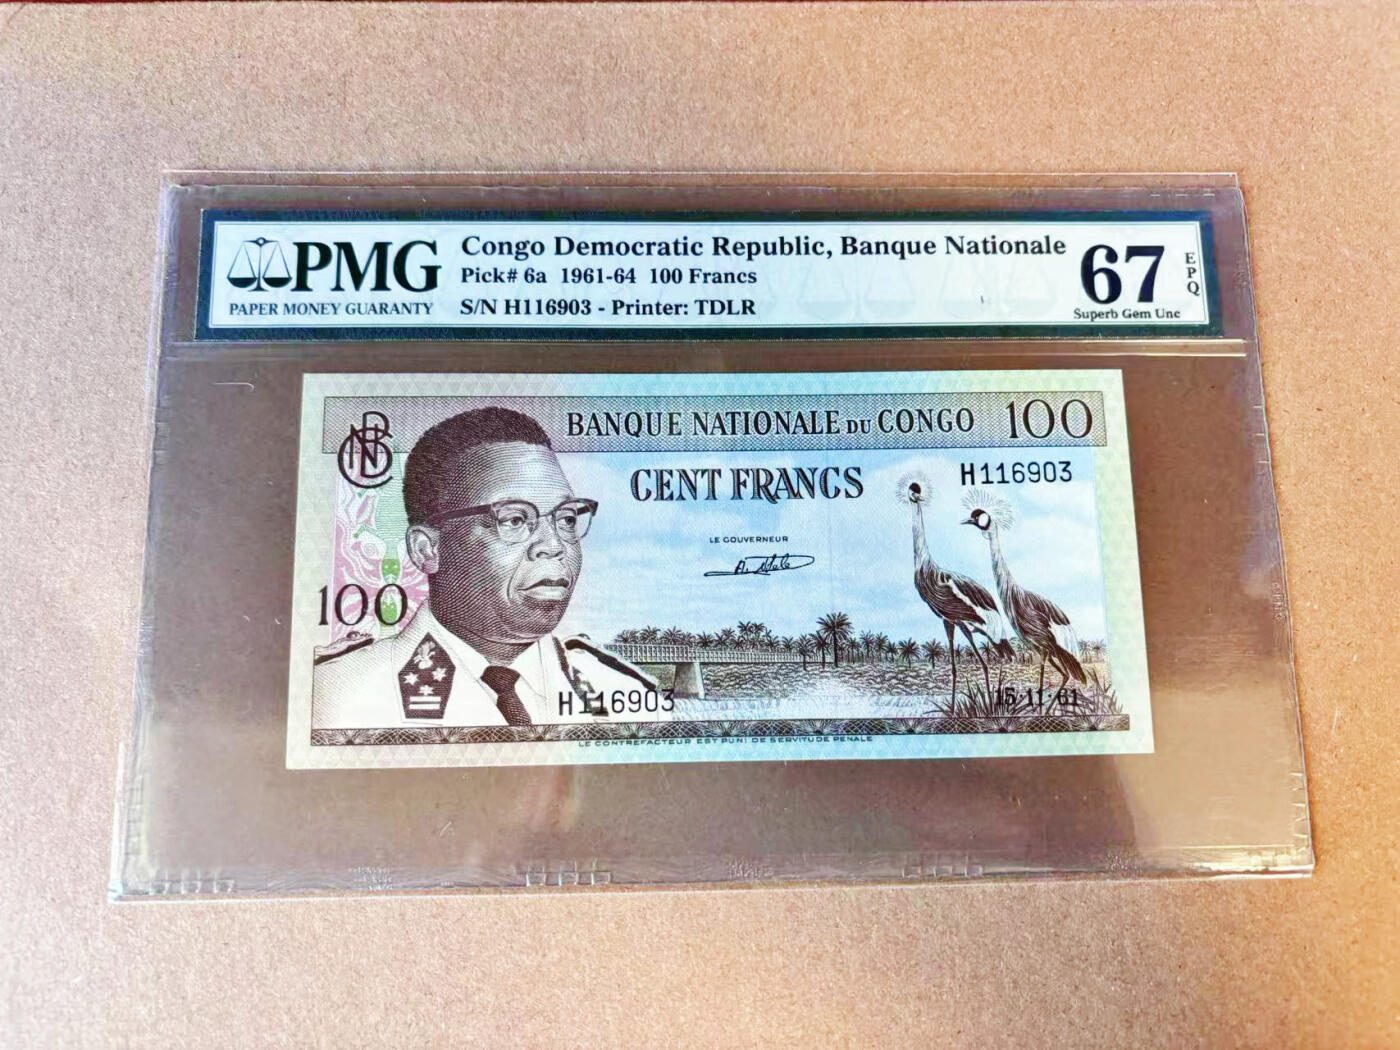 PMG
PAPER MONEY GUARANTY
Congo Democratic Republic, Banque Nationale
Pick# 6a 1961-64 100 Francs
S/N H116903 - Printer: TDLR
67
EPQ
Superb Gem Unc
BNC
BANQUE NATIONALE DU CONGO 100
CENT FRANCS
H116903
LE GOUVERNEUR
100
H116903
15·11·61
LE CONTREFACTEUR EST PUNI DE SERVITUDE PENALE